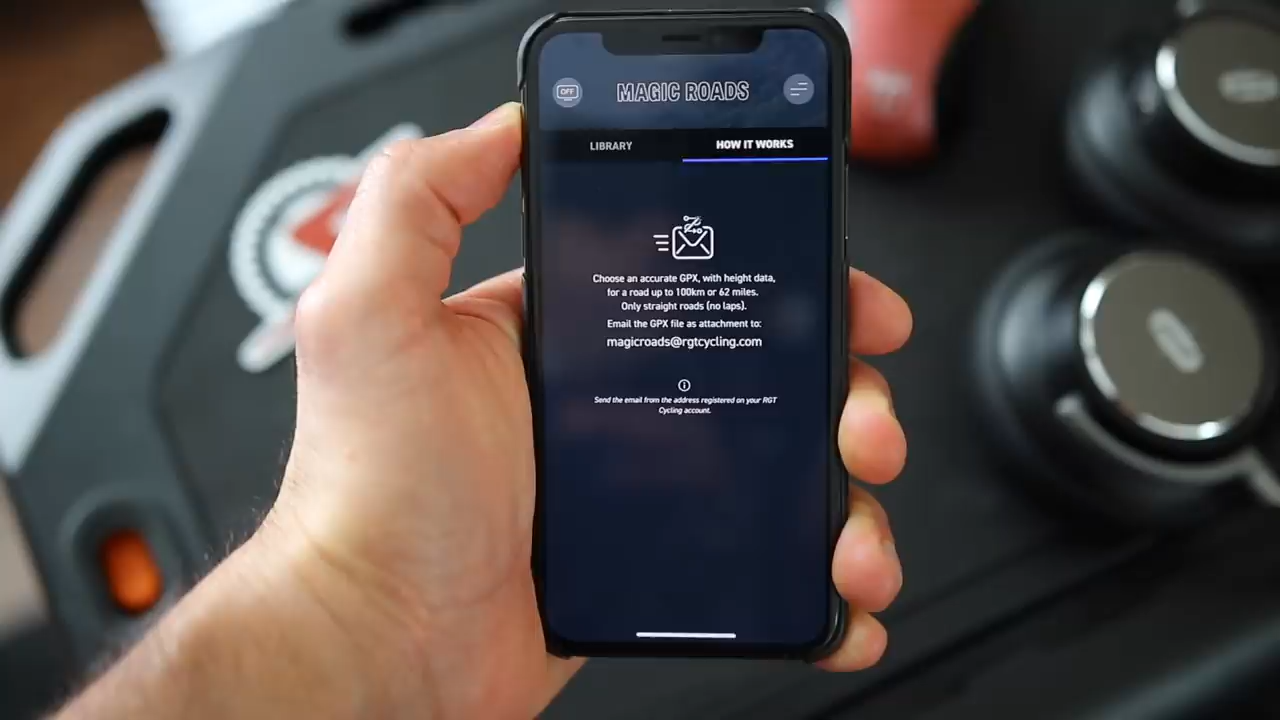 OFF
MAGIC ROADS
LIBRARY
HOW IT WORKS
Choose an accurate GPX, with height data,
for a road up to 100km or 62 miles.
Only straight roads (no laps).
Email the GPX file as attachment to:
magicroads@rgtcycling.com
Send the email from the address registered on your RGT
Cycling account.